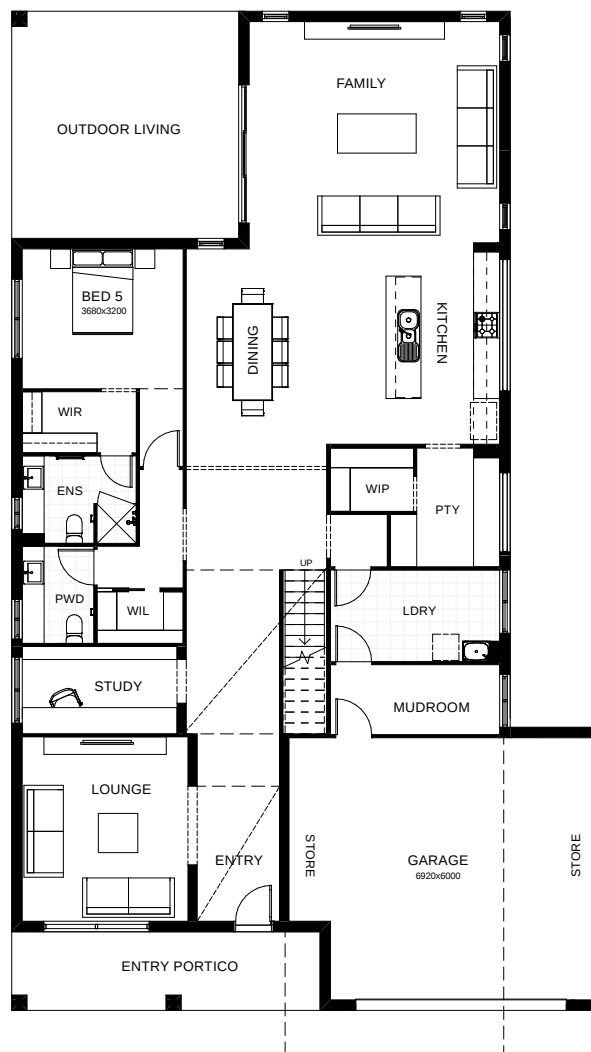 FAMILY
OUTDOOR LIVING
BED 5
3680x3200
DINING
KITCHEN
WIR
ENS
WIP
PTY
UP
PWD
WIL
LDRY
STUDY
MUDROOM
LOUNGE
ENTRY
STORE
GARAGE
6920x6000
STORE
ENTRY PORTICO